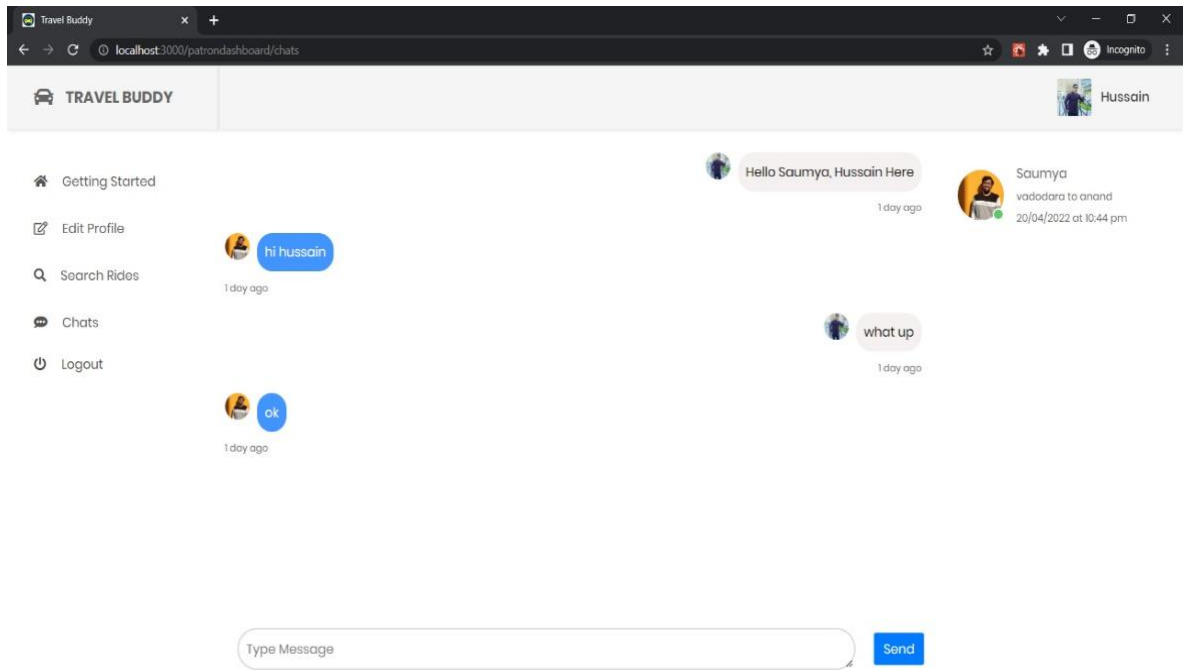 Travel Buddy
localhost:3000/patrondashboard/chats
Incognito
TRAVEL BUDDY
Hussain
Getting Started
Edit Profile
Search Rides
Chats
Logout
Hello Saumya, Hussain Here
1 day ago
hi hussain
1 day ago
what up
1 day ago
ok
1 day ago
Type Message
Send
Saumya
vadodara to anand
20/04/2022 at 10:44 pm